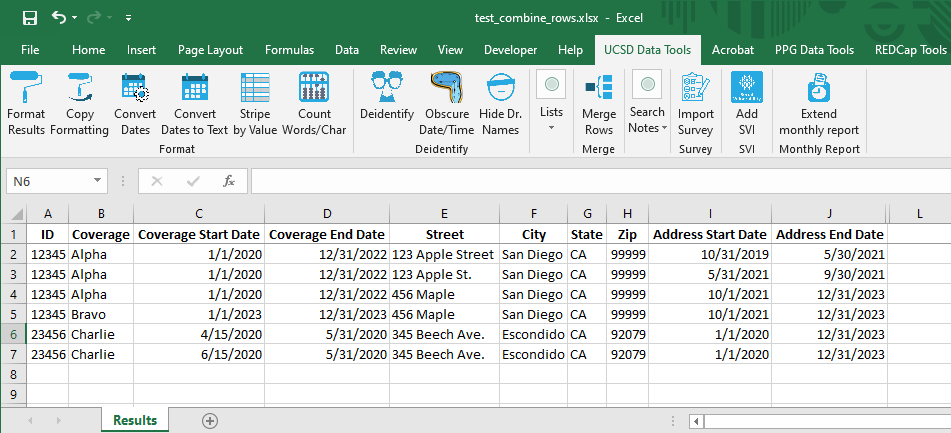 test_combine_rows.xlsx - Excel
File Home Insert Page Layout Formulas Data Review View Developer Help UCSD Data Tools Acrobat PPG Data Tools REDCap Tools
Format Results
Copy Formatting
Convert Dates
Convert Dates to Text
Stripe by Value
Count Words/Char
Deidentify
Obscure Date/Time
Hide Dr. Names
Lists
Merge Rows
Search Notes
Import Survey
Add SVI
Extend monthly report
Format Deidentify Merge Survey SVI Monthly Report
N6 fx
A B C D E F G H I J L
1 ID Coverage Coverage Start Date Coverage End Date Street City State Zip Address Start Date Address End Date
2 12345 Alpha 1/1/2020 12/31/2022 123 Apple Street San Diego CA 99999 10/31/2019 5/30/2021
3 12345 Alpha 1/1/2020 12/31/2022 123 Apple St. San Diego CA 99999 5/31/2021 9/30/2021
4 12345 Alpha 1/1/2020 12/31/2022 456 Maple San Diego CA 99999 10/1/2021 12/31/2023
5 12345 Bravo 1/1/2023 12/31/2023 456 Maple San Diego CA 99999 10/1/2021 12/31/2023
6 23456 Charlie 4/15/2020 5/31/2020 345 Beech Ave. Escondido CA 92079 1/1/2020 12/31/2023
7 23456 Charlie 6/15/2020 5/31/2020 345 Beech Ave. Escondido CA 92079 1/1/2020 12/31/2023
8
9
Results